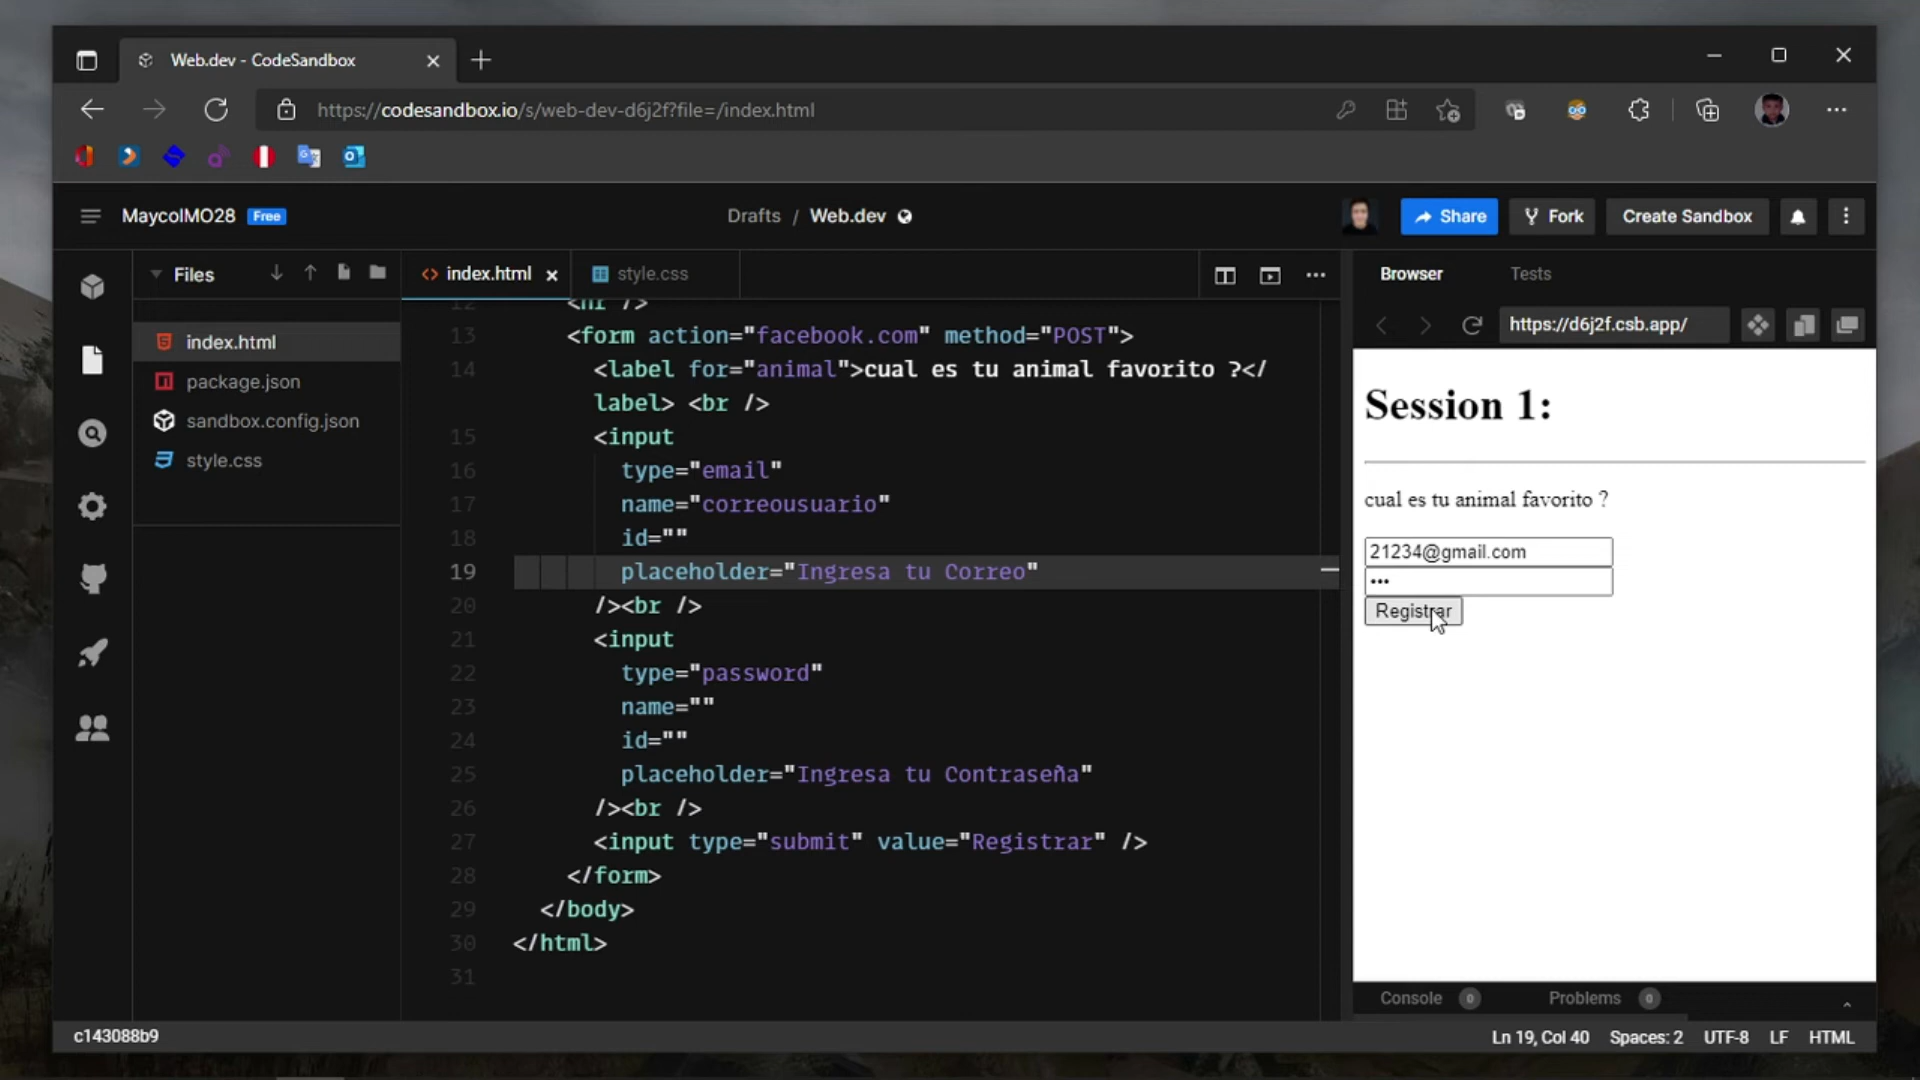 Web.dev - CodeSandbox
https://codesandbox.io/s/web-dev-d6j2f?file=/index.html
MaycolMO28 Free
Drafts / Web.dev
Share
Fork
Create Sandbox
Files
index.html
style.css
Browser
Tests
https://d6j2f.csb.app/
index.html
package.json
sandbox.config.json
style.css
12 <hr />
13 <form action="facebook.com" method="POST">
14 <label for="animal">cual es tu animal favorito ?</
label> <br />
15 <input
16 type="email"
17 name="correousuario"
18 id=""
19 placeholder="Ingresa tu Correo"
20 /><br />
21 <input
22 type="password"
23 name=""
24 id=""
25 placeholder="Ingresa tu Contraseña"
26 /><br />
27 <input type="submit" value="Registrar" />
28 </form>
29 </body>
30 </html>
31
Session 1:
cual es tu animal favorito ?
21234@gmail.com
•••
Registrar
Console 0
Problems 0
c143088b9
Ln 19, Col 40 Spaces: 2 UTF-8 LF HTML